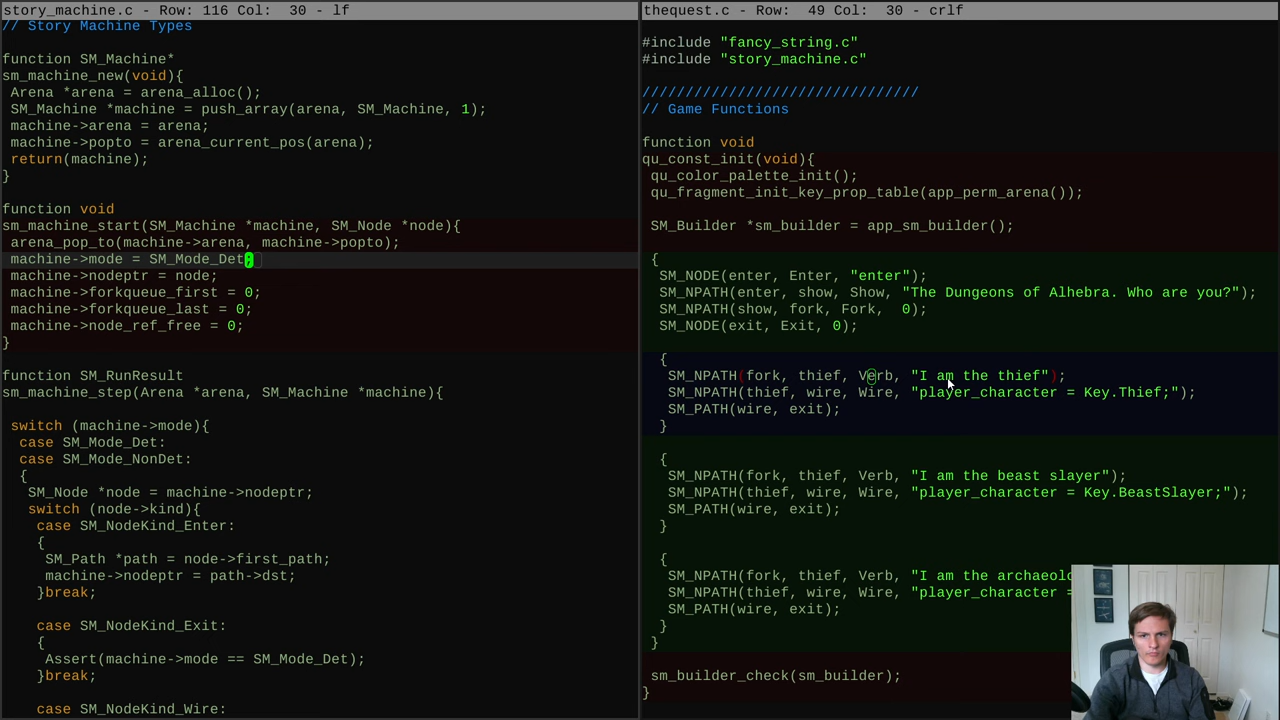 story_machine.c - Row: 116 Col:  30 - lf
// Story Machine Types
function SM_Machine*
sm_machine_new(void){
Arena *arena = arena_alloc();
SM_Machine *machine = push_array(arena, SM_Machine, 1);
machine->arena = arena;
machine->popto = arena_current_pos(arena);
return(machine);
}
function void
sm_machine_start(SM_Machine *machine, SM_Node *node){
arena_pop_to(machine->arena, machine->popto);
machine->mode = SM_Mode_Det;
machine->nodeptr = node;
machine->forkqueue_first = 0;
machine->forkqueue_last = 0;
machine->node_ref_free = 0;
}
function SM_RunResult
sm_machine_step(Arena *arena, SM_Machine *machine){
switch (machine->mode){
case SM_Mode_Det:
case SM_Mode_NonDet:
{
SM_Node *node = machine->nodeptr;
switch (node->kind){
case SM_NodeKind_Enter:
{
SM_Path *path = node->first_path;
machine->nodeptr = path->dst;
}break;
case SM_NodeKind_Exit:
{
Assert(machine->mode == SM_Mode_Det);
}break;
case SM_NodeKind_Wire:
thequest.c - Row:  49 Col:  30 - crlf
#include "fancy_string.c"
#include "story_machine.c"
////////////////////////////////
// Game Functions
function void
qu_const_init(void){
qu_color_palette_init();
qu_fragment_init_key_prop_table(app_perm_arena());
SM_Builder *sm_builder = app_sm_builder();
{
SM_NODE(enter, Enter, "enter");
SM_NPATH(enter, show, Show, "The Dungeons of Alhebra. Who are you?");
SM_NPATH(show, fork, Fork,  0);
SM_NODE(exit, Exit, 0);
{
SM_NPATH(fork, thief, Verb, "I am the thief");
SM_NPATH(thief, wire, Wire, "player_character = Key.Thief;");
SM_PATH(wire, exit);
}
{
SM_NPATH(fork, thief, Verb, "I am the beast slayer");
SM_NPATH(thief, wire, Wire, "player_character = Key.BeastSlayer;");
SM_PATH(wire, exit);
}
{
SM_NPATH(fork, thief, Verb, "I am the archaeolo
SM_NPATH(thief, wire, Wire, "player_character =
SM_PATH(wire, exit);
}
}
sm_builder_check(sm_builder);
}